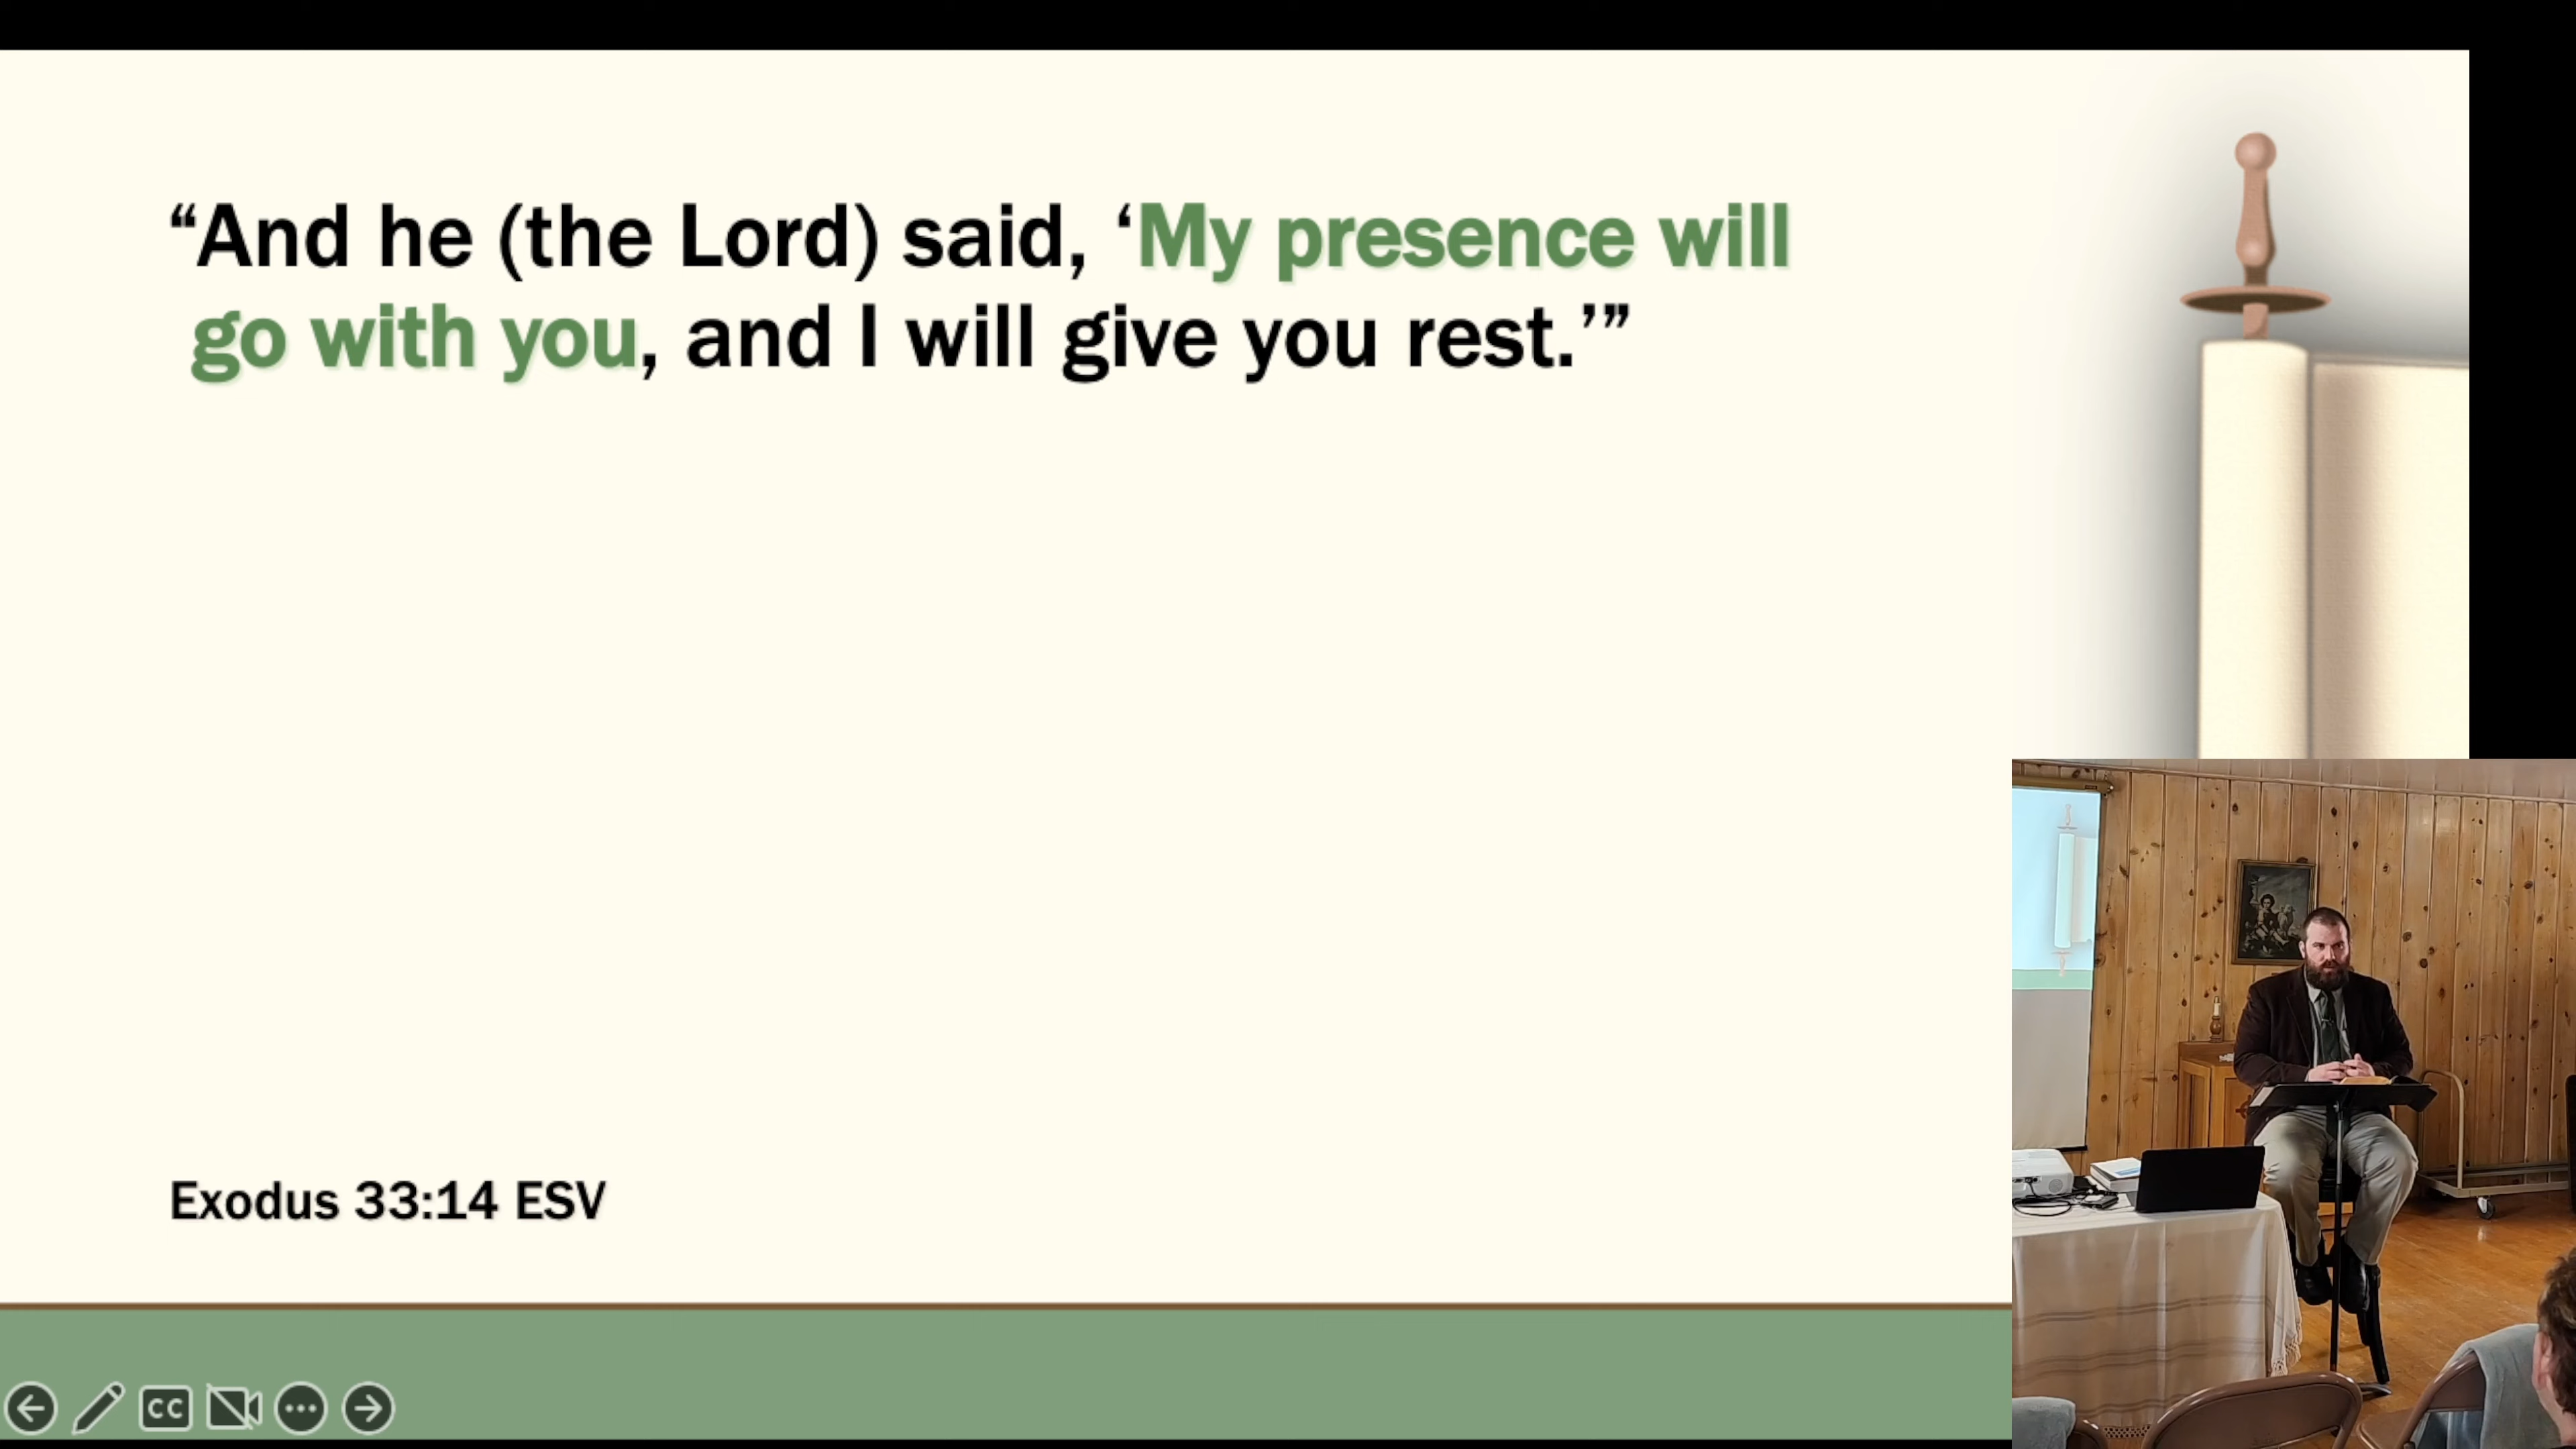 “And he (the Lord) said, ‘My presence will
go with you, and I will give you rest.’”
Exodus 33:14 ESV
CC